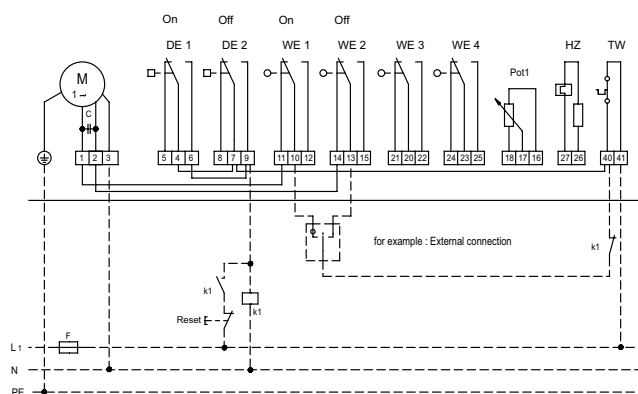 On Off On Off
DE 1 DE 2 WE 1 WE 2 WE 3 WE 4 HZ TW
M
1~
Pot1
C
1 2 3 5 4 6 8 7 9 11 10 12 14 13 15 21 20 22 24 23 25 18 17 16 27 26 40 41
for example : External connection
k1
k1
k1
Reset
F
L1
N
PE